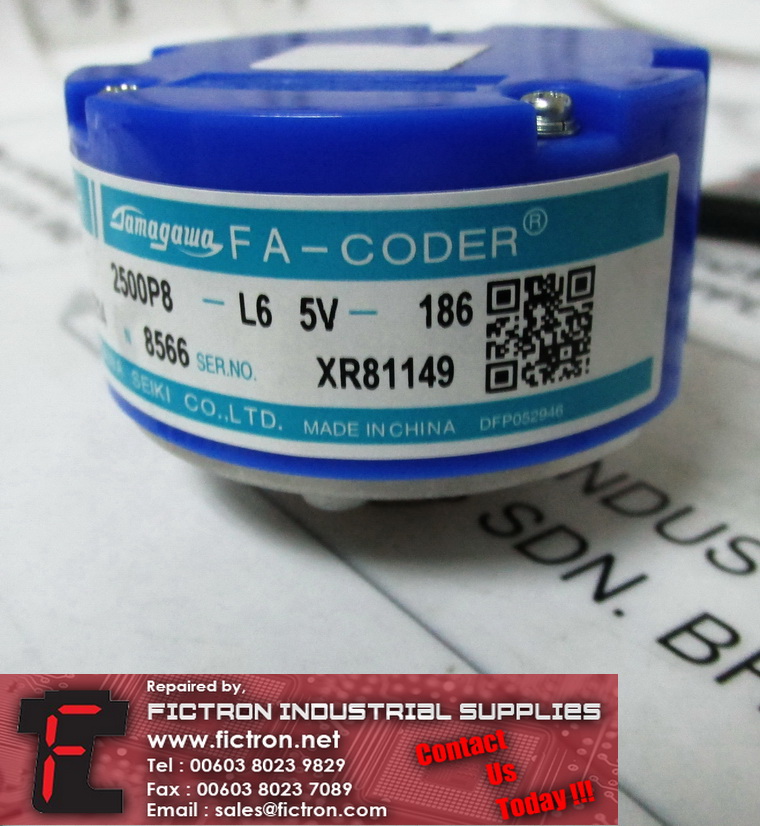 Tamagawa FA-CODER®
2500P8 - L6 5V - 186
8566 SER.NO. XR81149
SEIKI CO.,LTD. MADE IN CHINA DFP052946
INDUS
SDN. BH
Repaired by,
FICTRON INDUSTRIAL SUPPLIES
www.fictron.net
Tel : 00603 8023 9829
Fax : 00603 8023 7089
Email : sales@fictron.com
Contact
Us
Today !!!